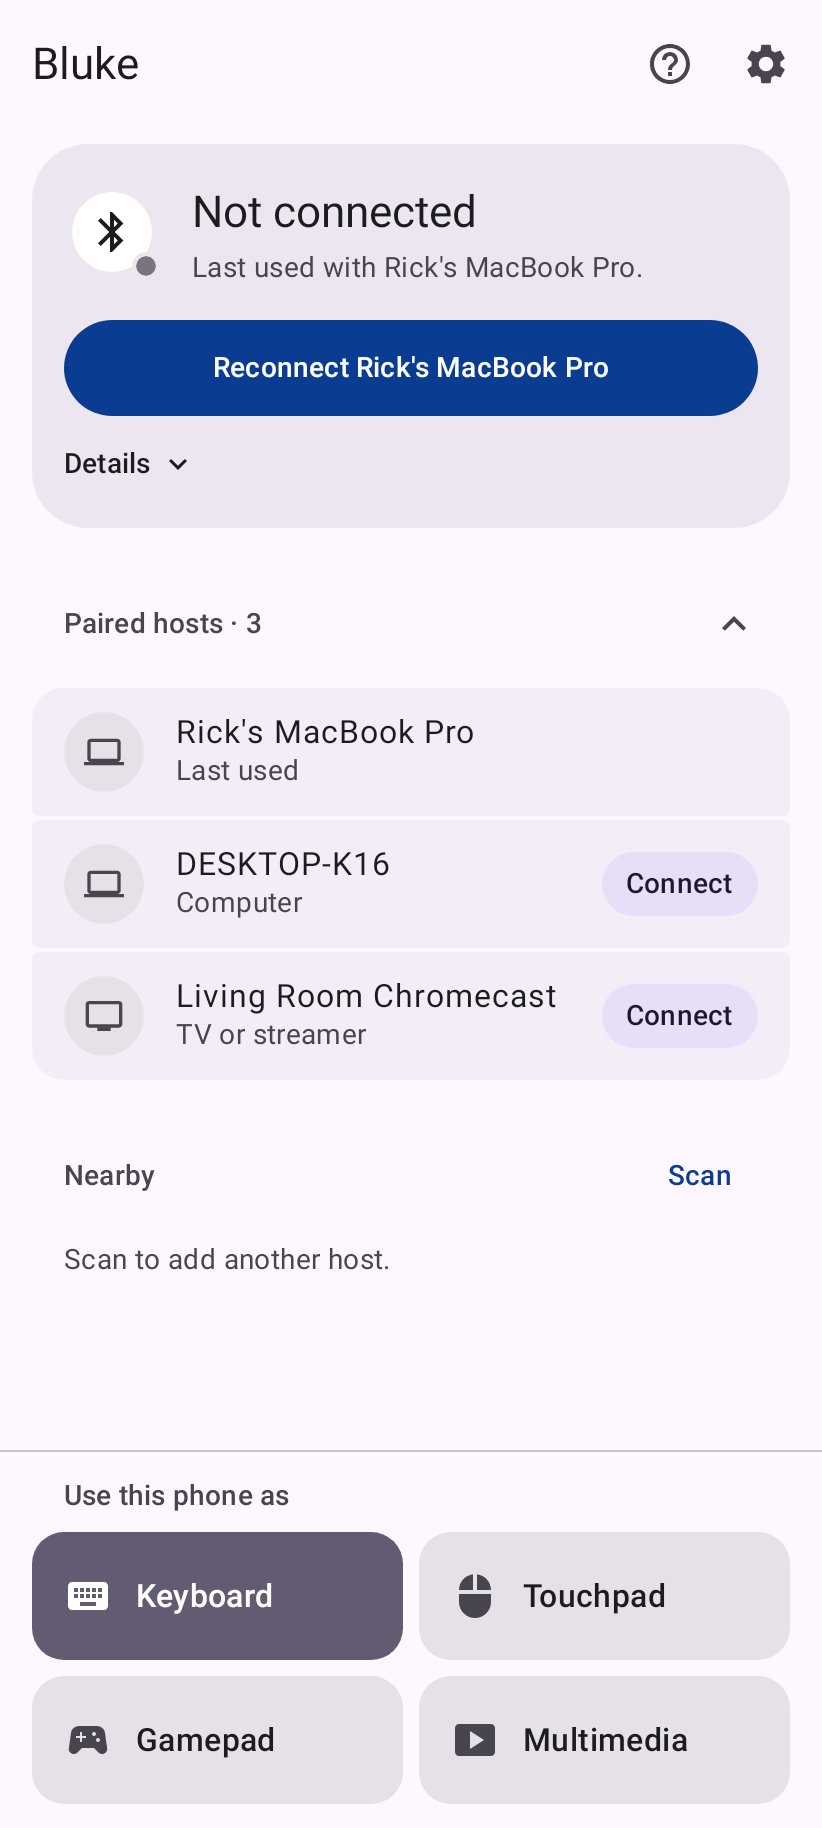 Bluke
Not connected
Last used with Rick's MacBook Pro.
Reconnect Rick's MacBook Pro
Details
Paired hosts · 3
Rick's MacBook Pro
Last used
DESKTOP-K16
Computer
Connect
Living Room Chromecast
TV or streamer
Connect
Nearby
Scan
Scan to add another host.
Use this phone as
Keyboard
Touchpad
Gamepad
Multimedia